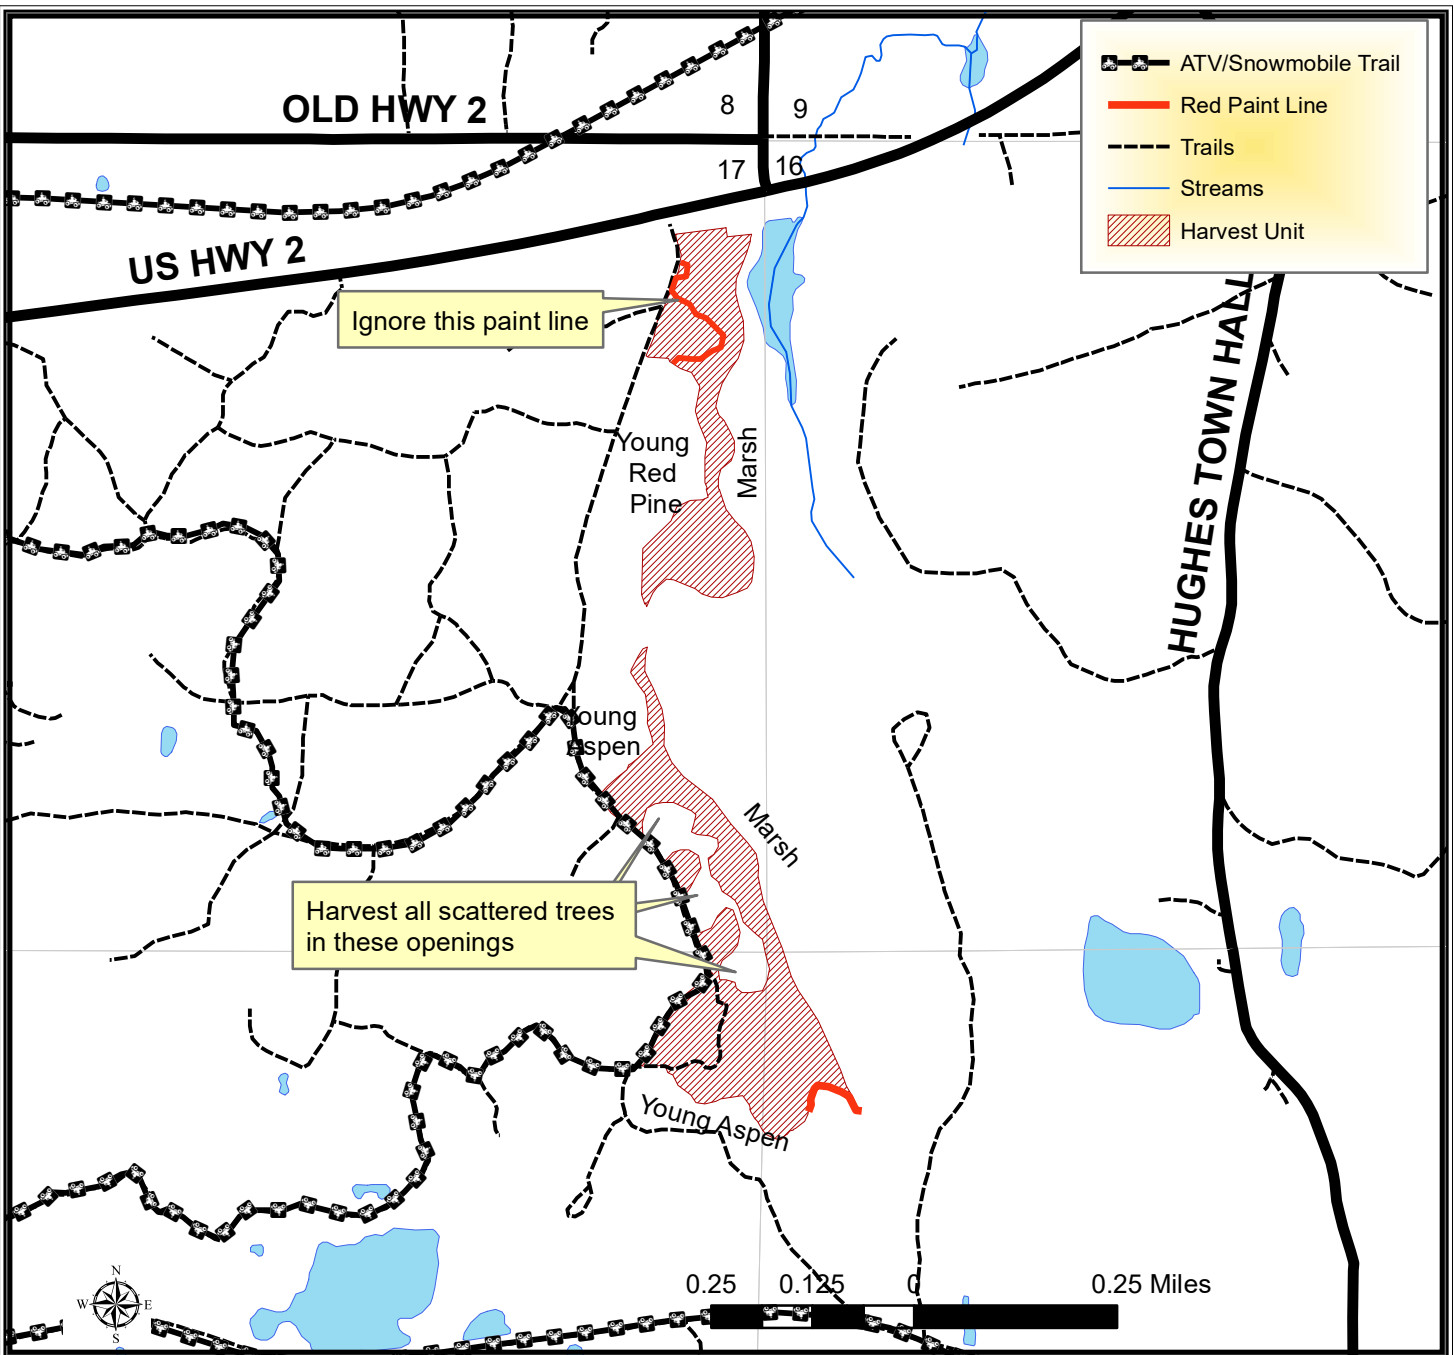 ATV/Snowmobile Trail
Red Paint Line
Trails
Streams
Harvest Unit
OLD HWY 2
8
9
17
16
US HWY 2
Ignore this paint line
HUGHES TOWN HALL
Young
Red
Pine
Marsh
Young
Aspen
Marsh
Harvest all scattered trees
in these openings
Young Aspen
N
W
E
S
0.25
0.125
0
0.25 Miles